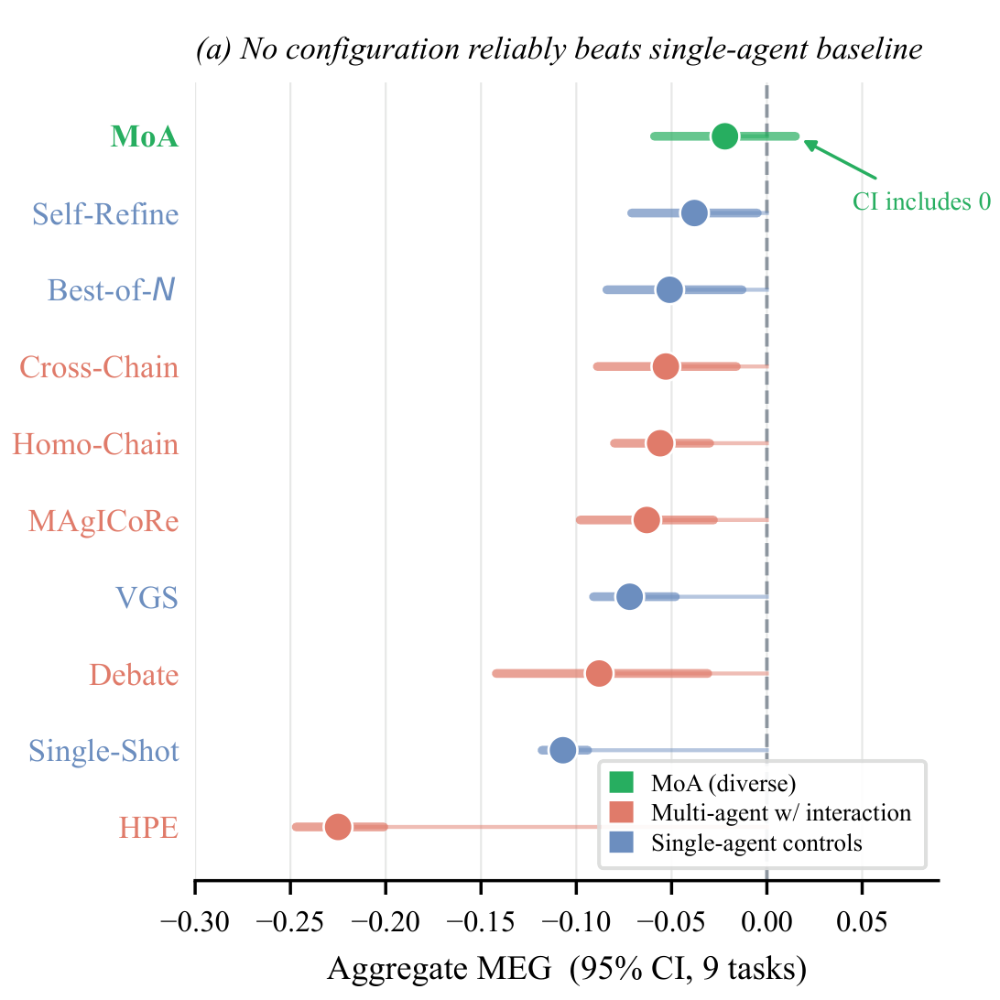 (a) No configuration reliably beats single-agent baseline
MoA
CI includes 0
Self-Refine
Best-of-N
Cross-Chain
Homo-Chain
MAgICoRe
VGS
Debate
Single-Shot
HPE
MoA (diverse)
Multi-agent w/ interaction
Single-agent controls
−0.30 −0.25 −0.20 −0.15 −0.10 −0.05 0.00 0.05
Aggregate MEG (95% CI, 9 tasks)